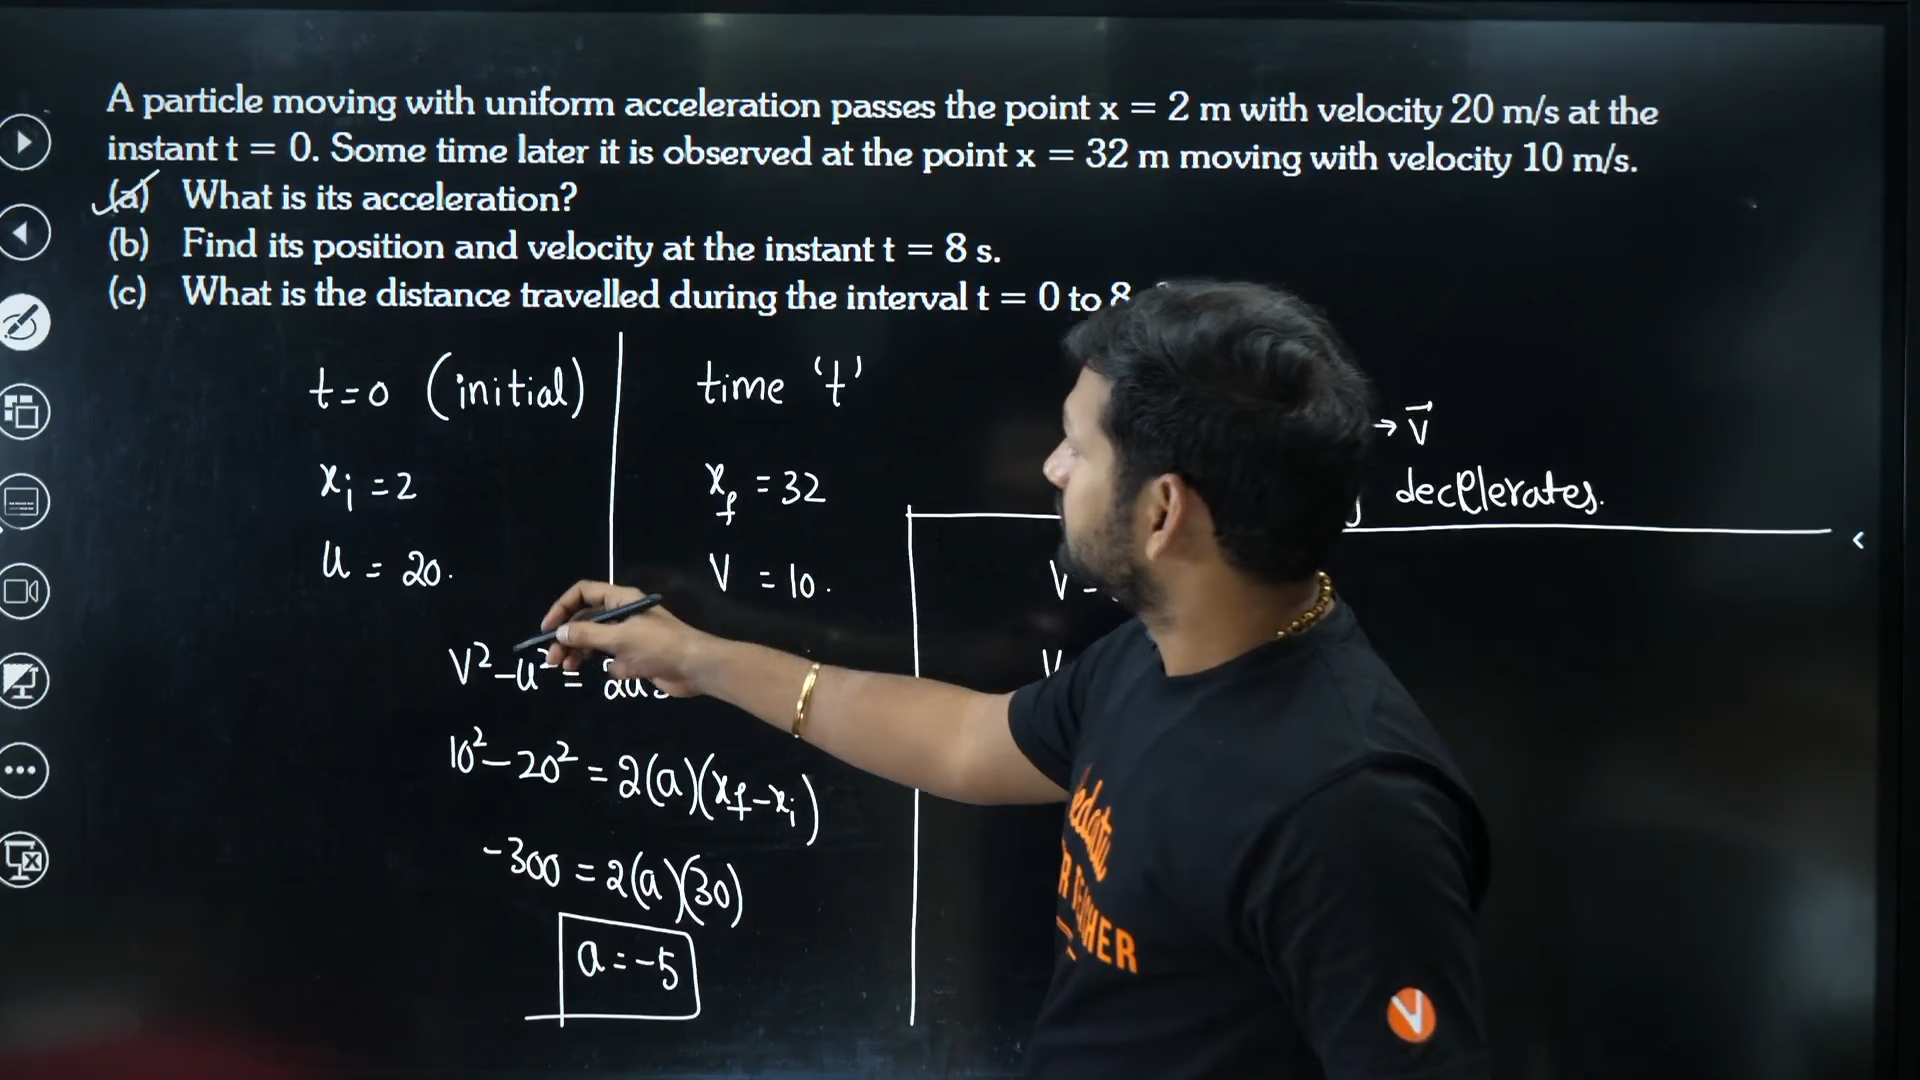 A particle moving with uniform acceleration passes the point x = 2 m with velocity 20 m/s at the
instant t = 0. Some time later it is observed at the point x = 32 m moving with velocity 10 m/s.
(a) What is its acceleration?
(b) Find its position and velocity at the instant t = 8 s.
(c) What is the distance travelled during the interval t = 0 to 8
t=0 (initial)
xi = 2
u = 20.
time 't'
xf = 32
V = 10.
V² - u² = 2as
10² - 20² = 2(a)(xf - xi)
-300 = 2(a)(30)
a = -5
→ V⃗
decelerates.
V -
V
HER
V